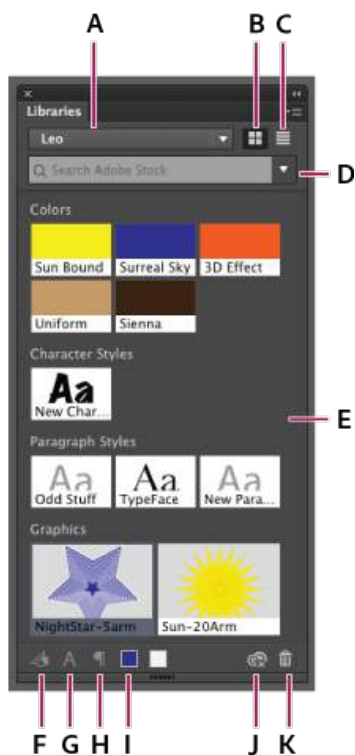 A B C
Libraries
Leo
Search Adobe Stock
D
Colors
Sun Bound Surreal Sky 3D Effect
Uniform Sienna
Character Styles
Aa
New Char...
E
Paragraph Styles
Aa Aa Aa
Odd Stuff TypeFace New Para...
Graphics
NightStar-5arm Sun-20Arm
A ¶
F G H I J K